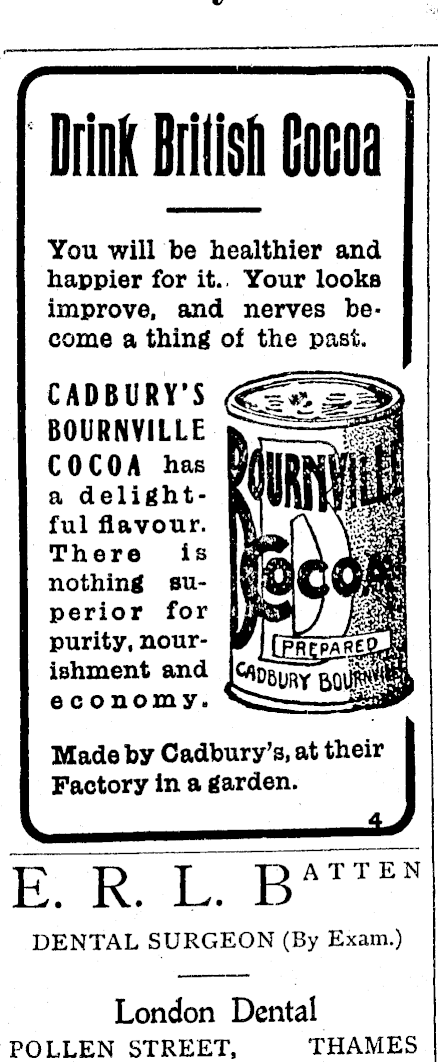 Drink British Cocoa
You will be healthier and
happier for it. Your looks
improve, and nerves be-
come a thing of the past.
CADBURY'S
BOURNVILLE
COCOA has
a delight-
ful flavour.
There is
nothing su-
perior for
purity, nour-
ishment and
economy.
BOURNVILLE
COCOA
PREPARED
CADBURY BOURNVILLE
Made by Cadbury's, at their
Factory in a garden.
4
E. R. L. BATTEN
DENTAL SURGEON (By Exam.)
London Dental
POLLEN STREET, THAMES